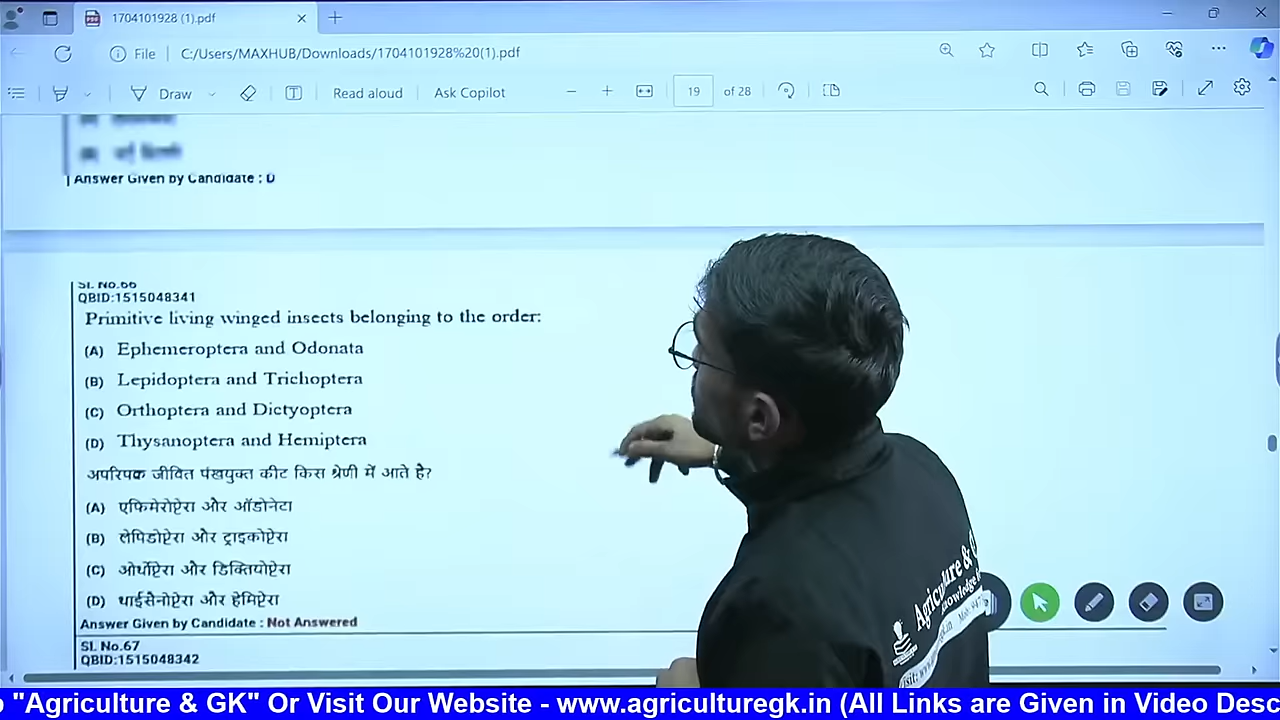 1704101928 (1).pdf
File | C:/Users/MAXHUB/Downloads/1704101928%20(1).pdf
Draw Read aloud Ask Copilot 19 of 28
Answer Given by Candidate : D
Sl. No.66
QBID:1515048341
Primitive living winged insects belonging to the order:
(A) Ephemeroptera and Odonata
(B) Lepidoptera and Trichoptera
(C) Orthoptera and Dictyoptera
(D) Thysanoptera and Hemiptera
अपरिपक्व जीवित पंखयुक्त कीट किस श्रेणी में आते है?
(A) एफिमेरोप्टेरा और ऑडोनेटा
(B) लेपिडोप्टेरा और ट्राइकोप्टेरा
(C) ओर्थोप्टेरा और डिक्तियोप्टेरा
(D) थाईसैनोप्टेरा और हेमिप्टेरा
Answer Given by Candidate : Not Answered
Sl. No.67
QBID:1515048342
Agriculture &
"Agriculture & GK" Or Visit Our Website - www.agriculturegk.in (All Links are Given in Video Desc